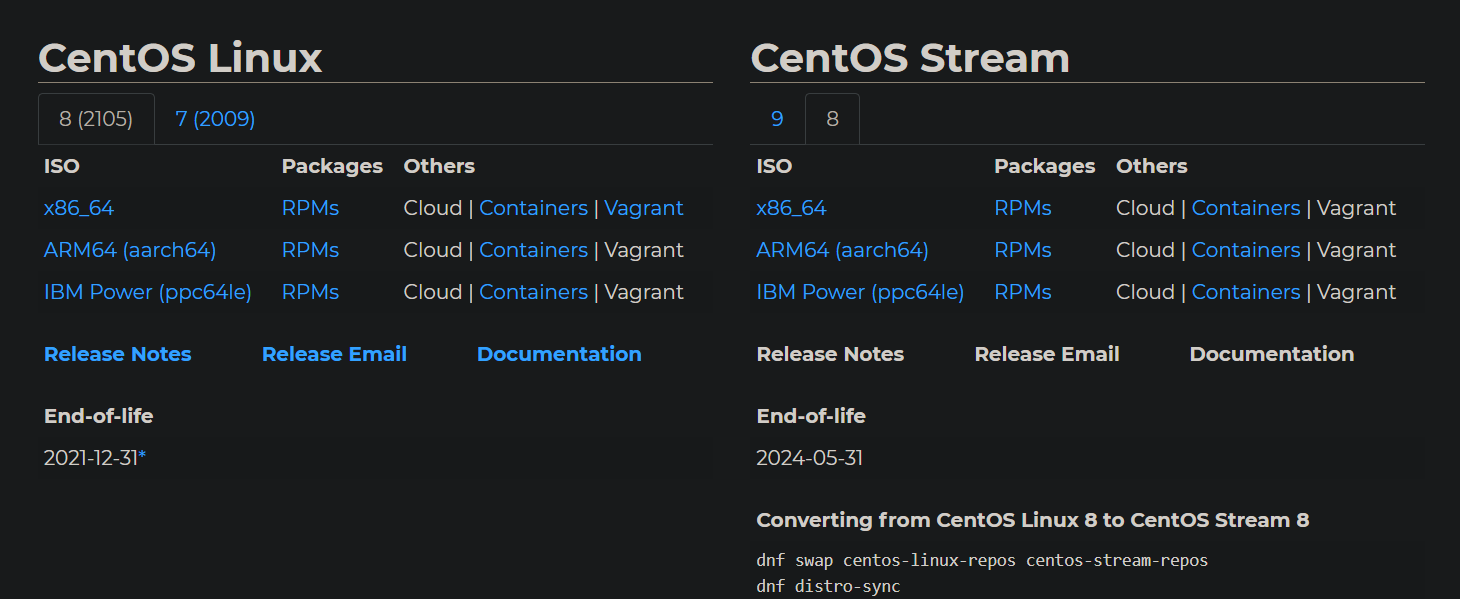 CentOS Linux
8 (2105) 7 (2009)
ISO Packages Others
x86_64 RPMs Cloud | Containers | Vagrant
ARM64 (aarch64) RPMs Cloud | Containers | Vagrant
IBM Power (ppc64le) RPMs Cloud | Containers | Vagrant
Release Notes Release Email Documentation
End-of-life
2021-12-31*
CentOS Stream
9 8
ISO Packages Others
x86_64 RPMs Cloud | Containers | Vagrant
ARM64 (aarch64) RPMs Cloud | Containers | Vagrant
IBM Power (ppc64le) RPMs Cloud | Containers | Vagrant
Release Notes Release Email Documentation
End-of-life
2024-05-31
Converting from CentOS Linux 8 to CentOS Stream 8
dnf swap centos-linux-repos centos-stream-repos
dnf distro-sync